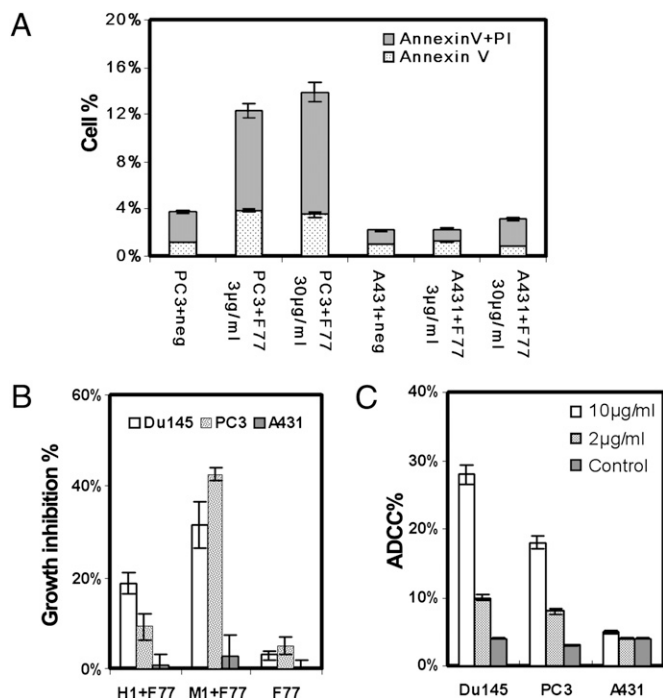 A
20%
16%
12%
8%
4%
0%
Cell %
AnnexinV+PI
Annexin V
PC3+neg
PC3+F77
3µg/ml
PC3+F77
30µg/ml
A431+neg
A431+F77
3µg/ml
A431+F77
30µg/ml
B
60%
40%
20%
0%
Growth inhibition %
Du145 PC3 A431
H1+F77 M1+F77 F77
C
40%
30%
20%
10%
0%
ADCC%
10µg/ml
2µg/ml
Control
Du145 PC3 A431